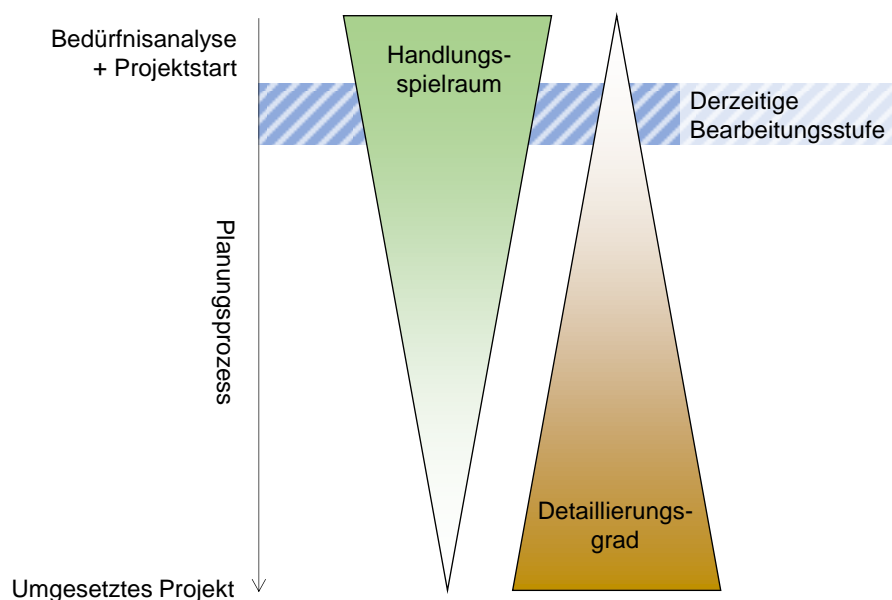 Bedürfnisanalyse
+ Projektstart
Handlungs-
spielraum
Derzeitige
Bearbeitungsstufe
Planungsprozess
Detaillierungs-
grad
Umgesetztes Projekt